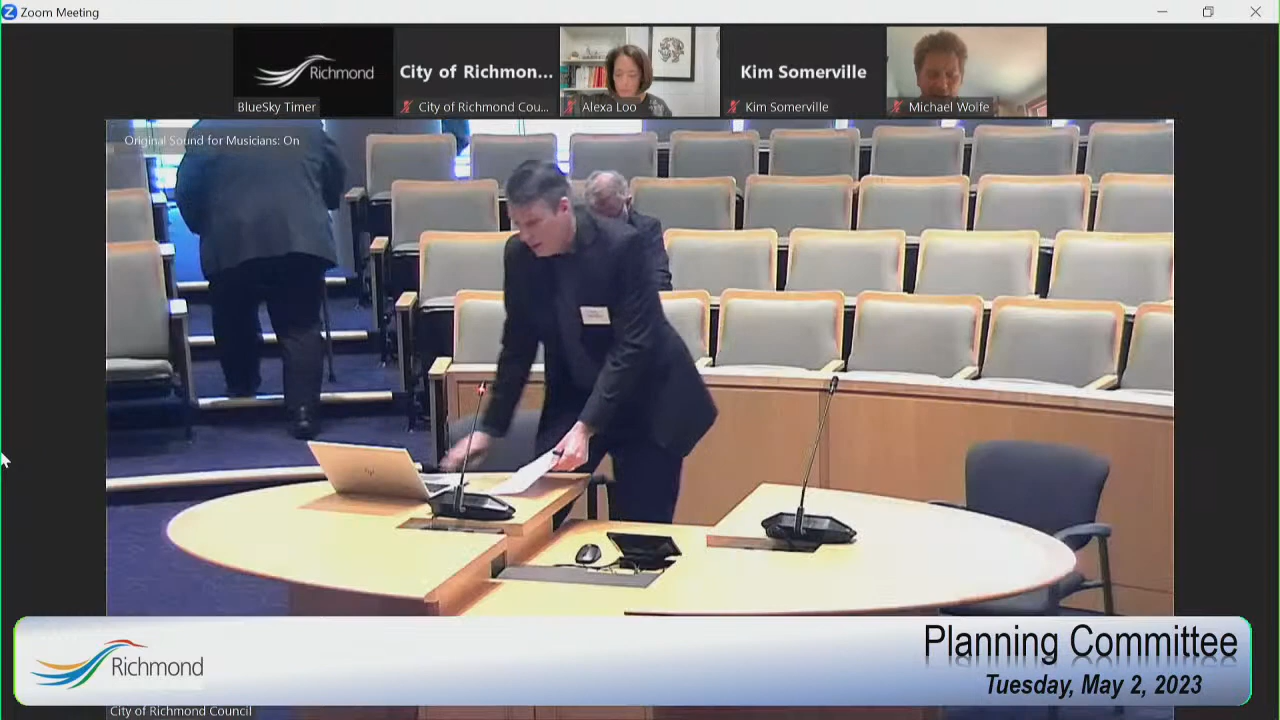 Zoom Meeting
Richmond
BlueSky Timer
City of Richmon...
City of Richmond Cou...
Alexa Loo
Kim Somerville
Kim Somerville
Michael Wolfe
Original Sound for Musicians: On
Richmond
Planning Committee
Tuesday, May 2, 2023
City of Richmond Council